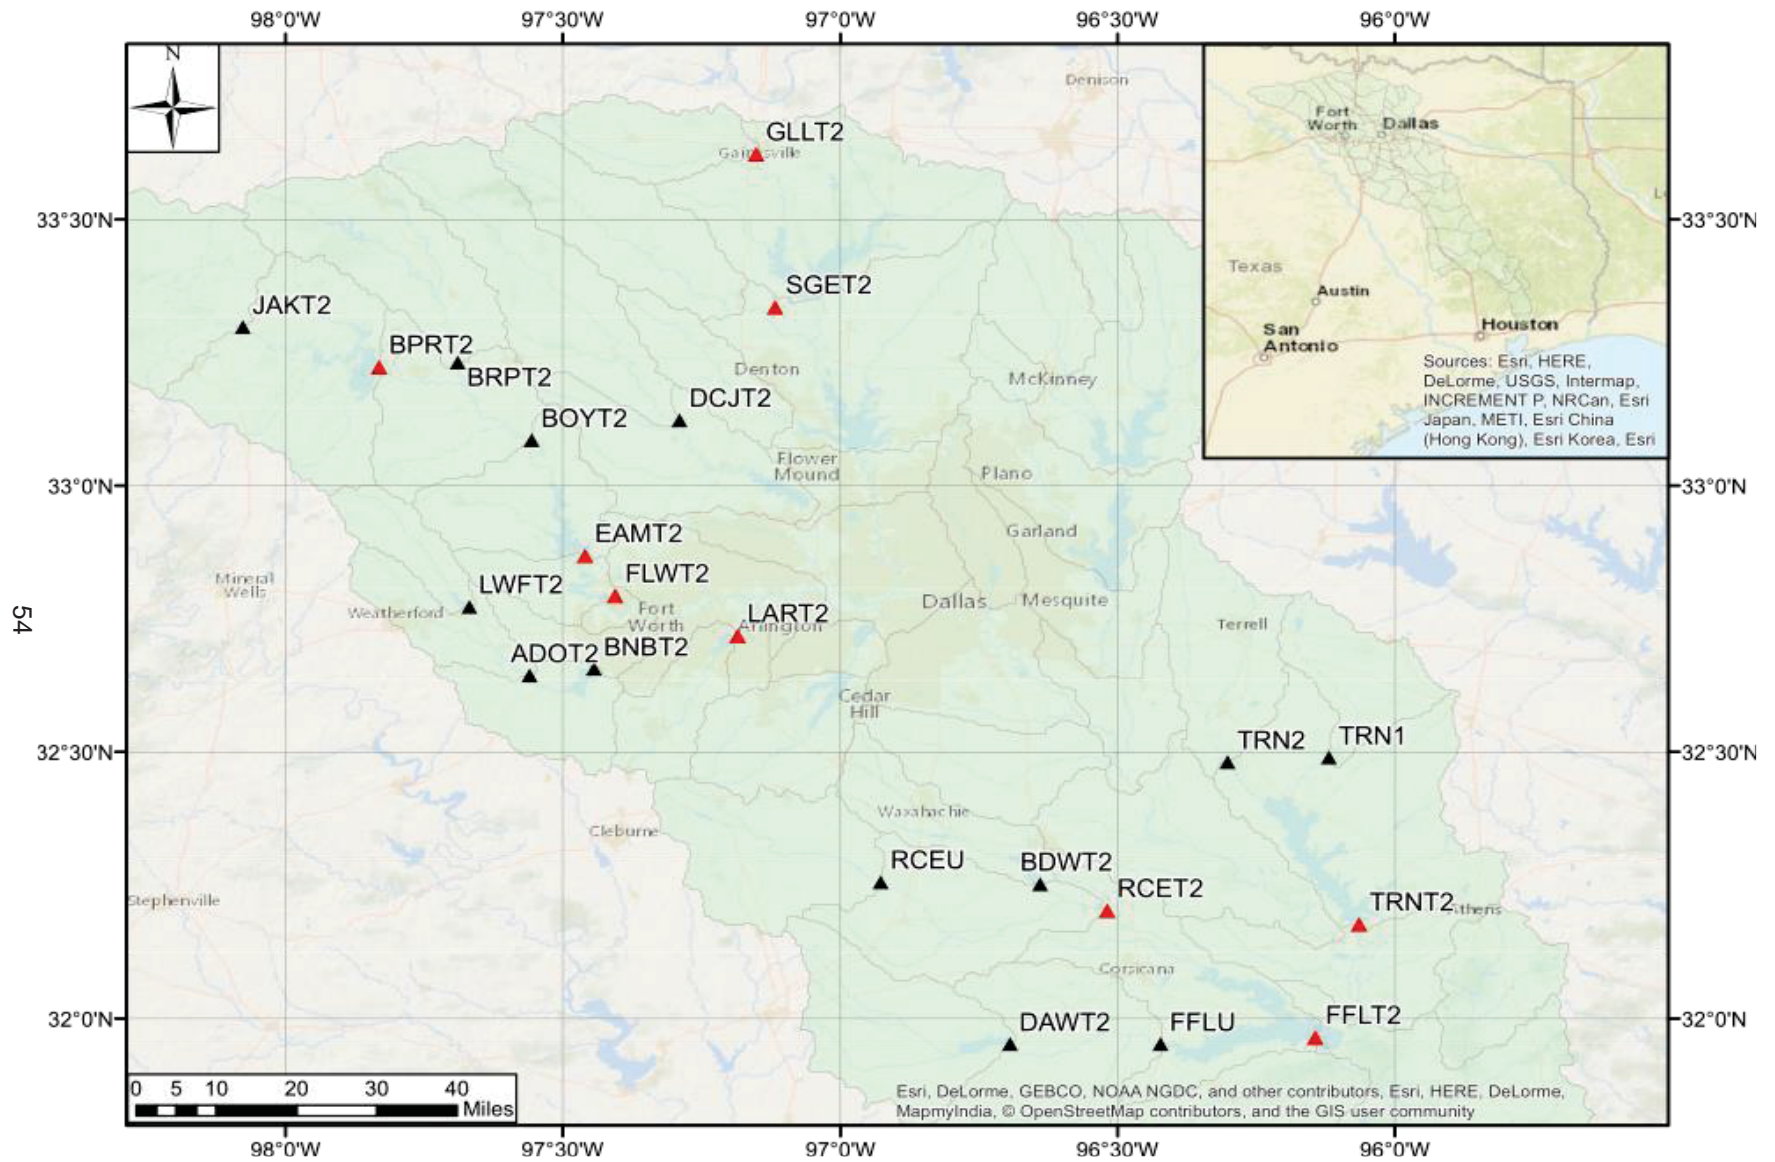 98°0'W
97°30'W
97°0'W
96°30'W
96°0'W
N
Denison
GLLT2
Gainesville
Fort
Worth
Dallas
33°30'N
33°30'N
SGET2
Texas
Austin
San
Antonio
Houston
JAKT2
BPRT2
BRPT2
Denton
McKinney
Sources: Esri, HERE,
DeLorme, USGS, Intermap,
INCREMENT P, NRCan, Esri
Japan, METI, Esri China
(Hong Kong), Esri Korea, Esri
DCJT2
BOYT2
Flower
Mound
Plano
33°0'N
33°0'N
EAMT2
Garland
FLWT2
Mineral
Wells
LWFT2
Weatherford
Fort
Worth
LART2
Arlington
Dallas
Mesquite
Terrell
54
ADOT2
BNBT2
Cedar
Hill
32°30'N
TRN2
TRN1
32°30'N
Waxahachie
Cleburne
RCEU
BDWT2
RCET2
Stephenville
TRNT2
Athens
Corsicana
32°0'N
DAWT2
FFLU
FFLT2
32°0'N
0 5 10 20 30 40
Miles
Esri, DeLorme, GEBCO, NOAA NGDC, and other contributors, Esri, HERE, DeLorme,
MapmyIndia, © OpenStreetMap contributors, and the GIS user community
98°0'W
97°30'W
97°0'W
96°30'W
96°0'W